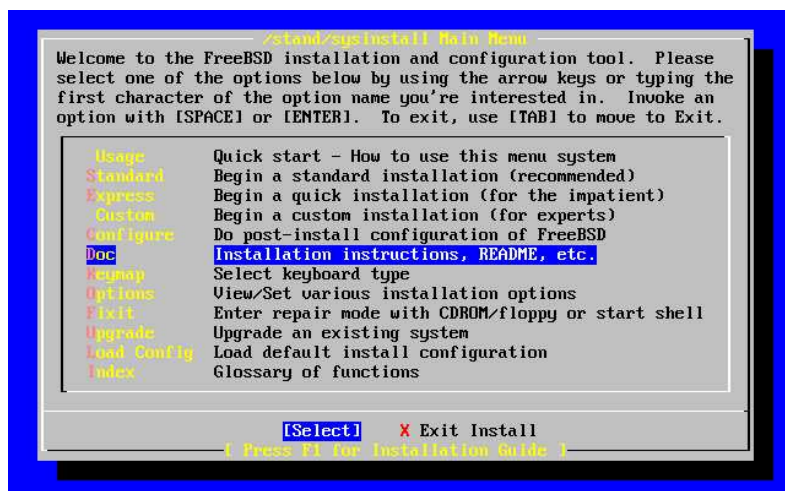 /stand/sysinstall Main Menu
Welcome to the FreeBSD installation and configuration tool.  Please
select one of the options below by using the arrow keys or typing the
first character of the option name you're interested in.  Invoke an
option with [SPACE] or [ENTER].  To exit, use [TAB] to move to Exit.
Usage Quick start - How to use this menu system
Standard Begin a standard installation (recommended)
Express Begin a quick installation (for the impatient)
Custom Begin a custom installation (for experts)
Configure Do post-install configuration of FreeBSD
Doc Installation instructions, README, etc.
Keymap Select keyboard type
Options View/Set various installation options
Fixit Enter repair mode with CDROM/floppy or start shell
Upgrade Upgrade an existing system
Load Config Load default install configuration
Index Glossary of functions
[Select] X Exit Install
[ Press F1 for Installation Guide ]